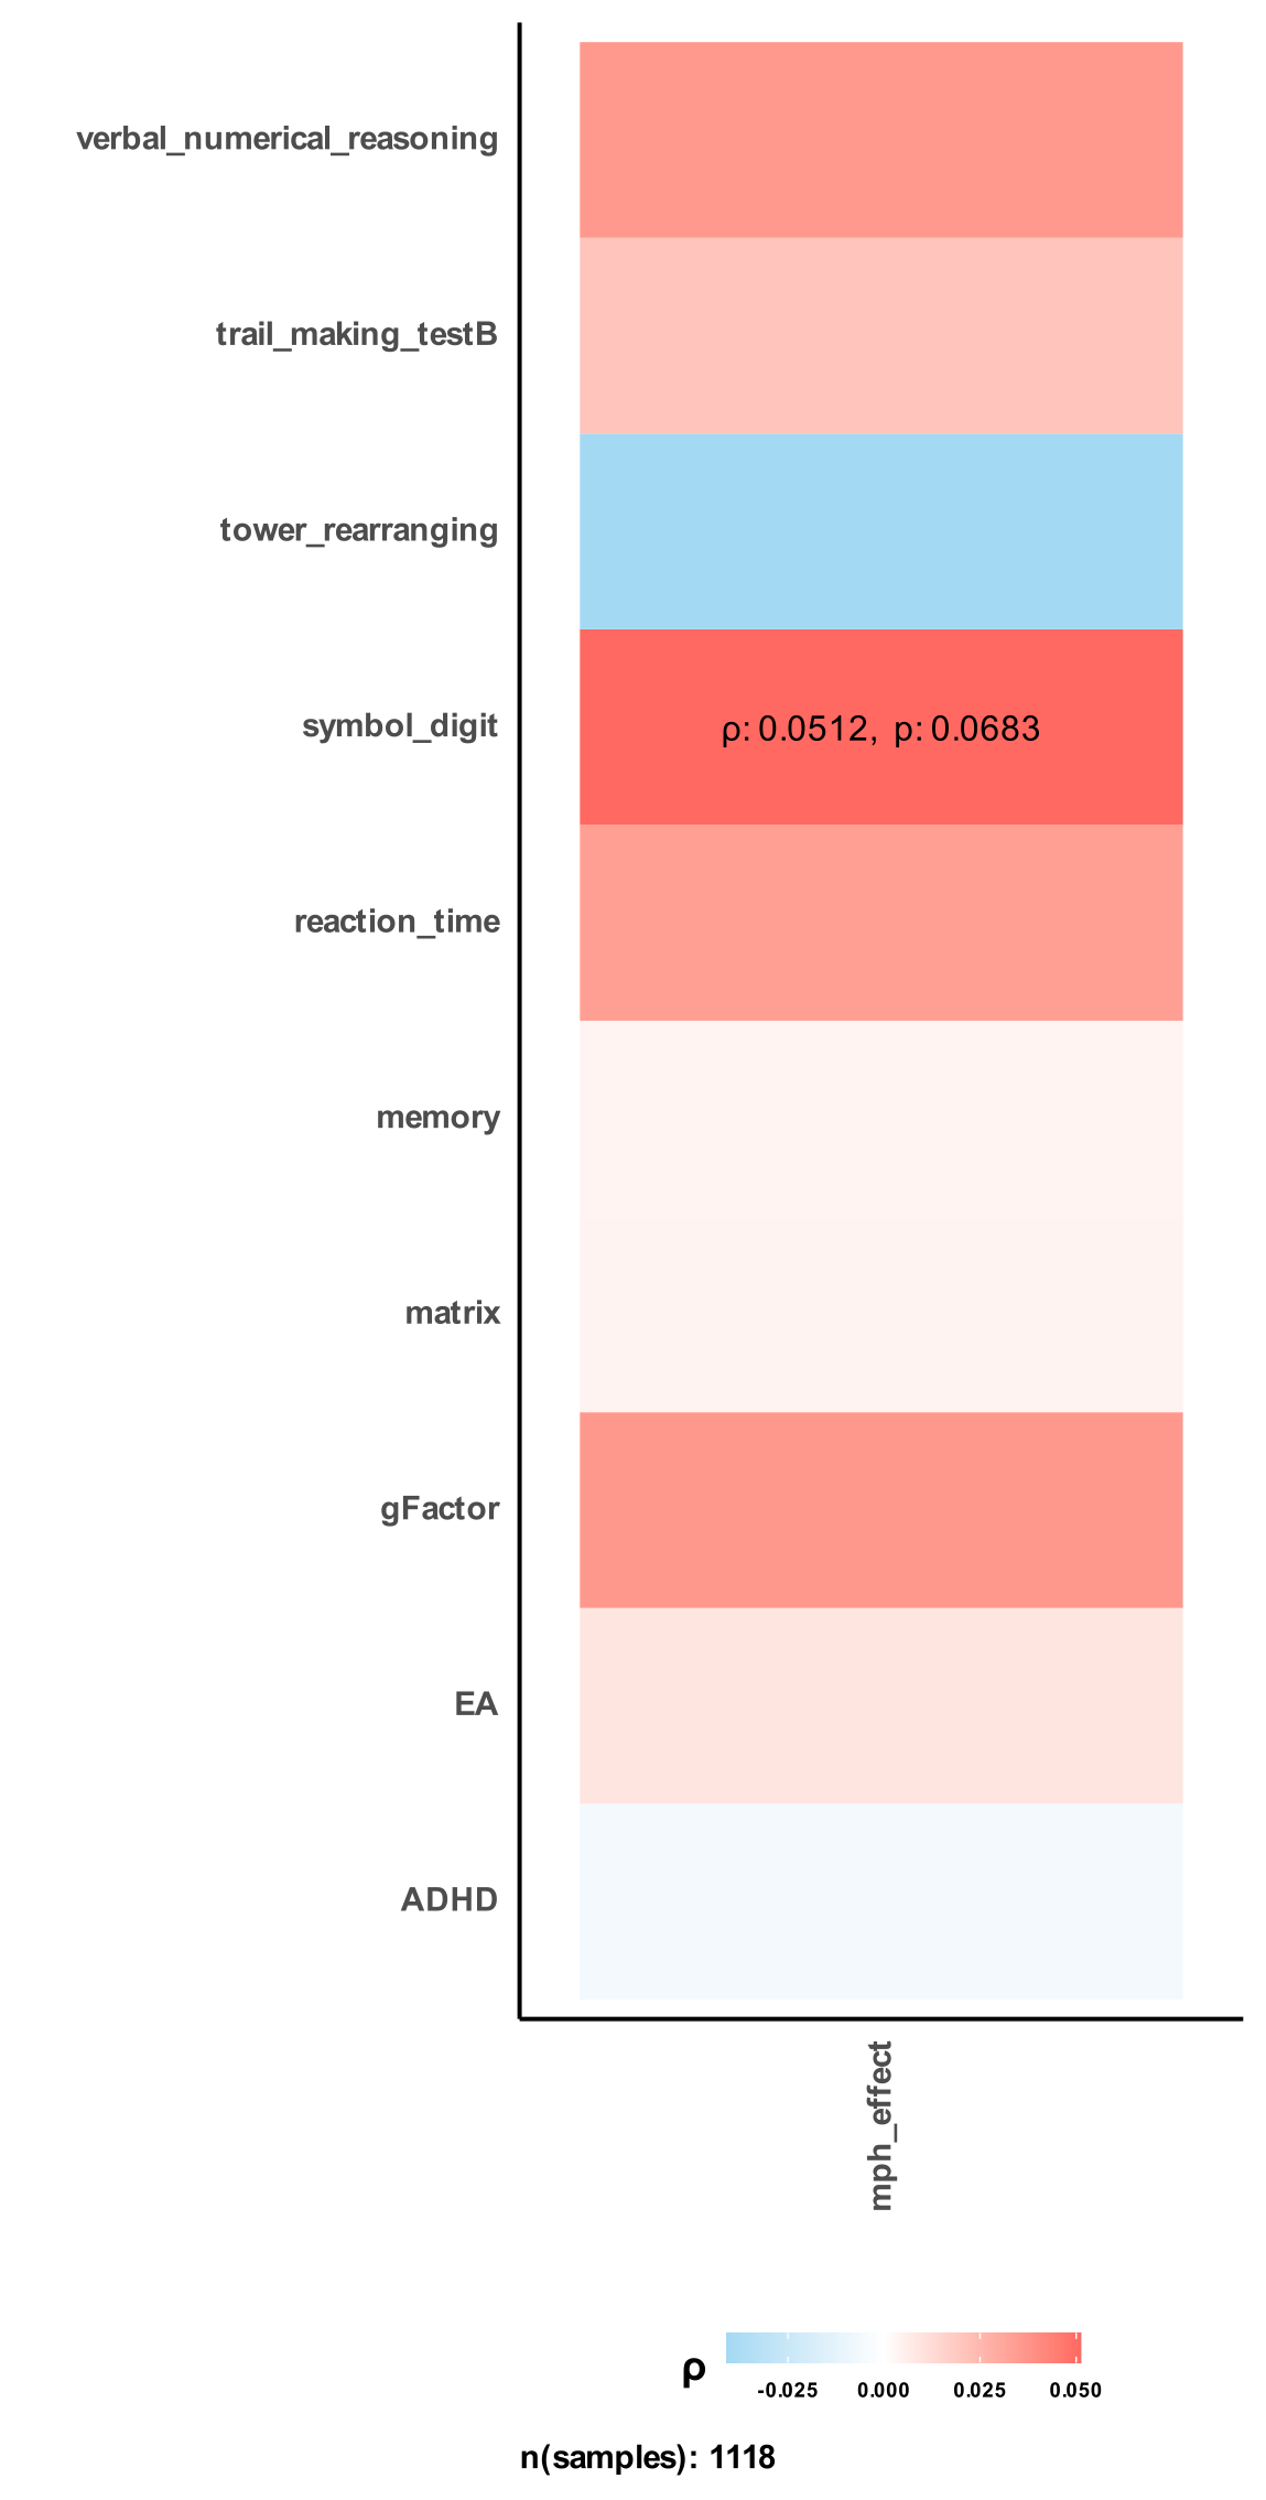 verbal_numerical_reasoning
trail_making_testB
tower_rearranging
symbol_digit
ρ: 0.0512, p: 0.0683
reaction_time
memory
matrix
gFactor
EA
ADHD
mph_effect
ρ
-0.025 0.000 0.025 0.050
n(samples): 1118